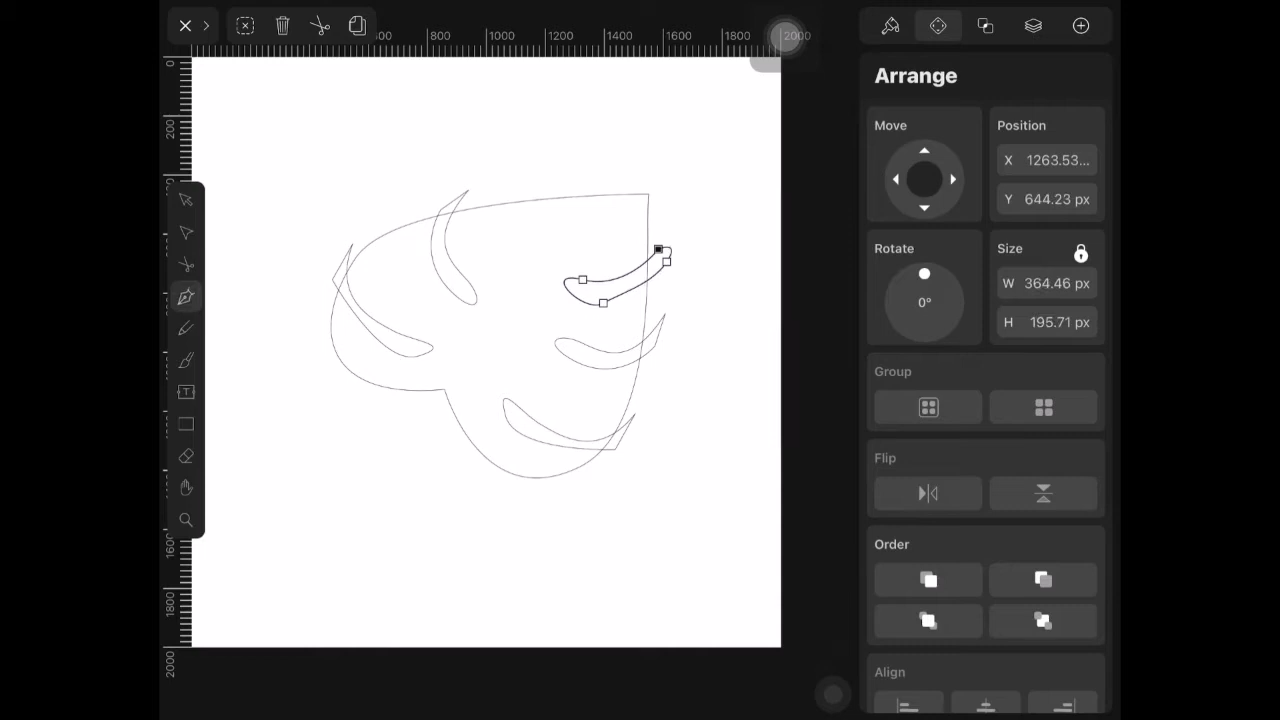 800
1000
1200
1400
1600
1800
2000
0
200
1800
2000
T
Arrange
Move
Position
X 1263.53...
Y 644.23 px
Rotate
0°
Size
W 364.46 px
H 195.71 px
Group
Flip
Order
Align